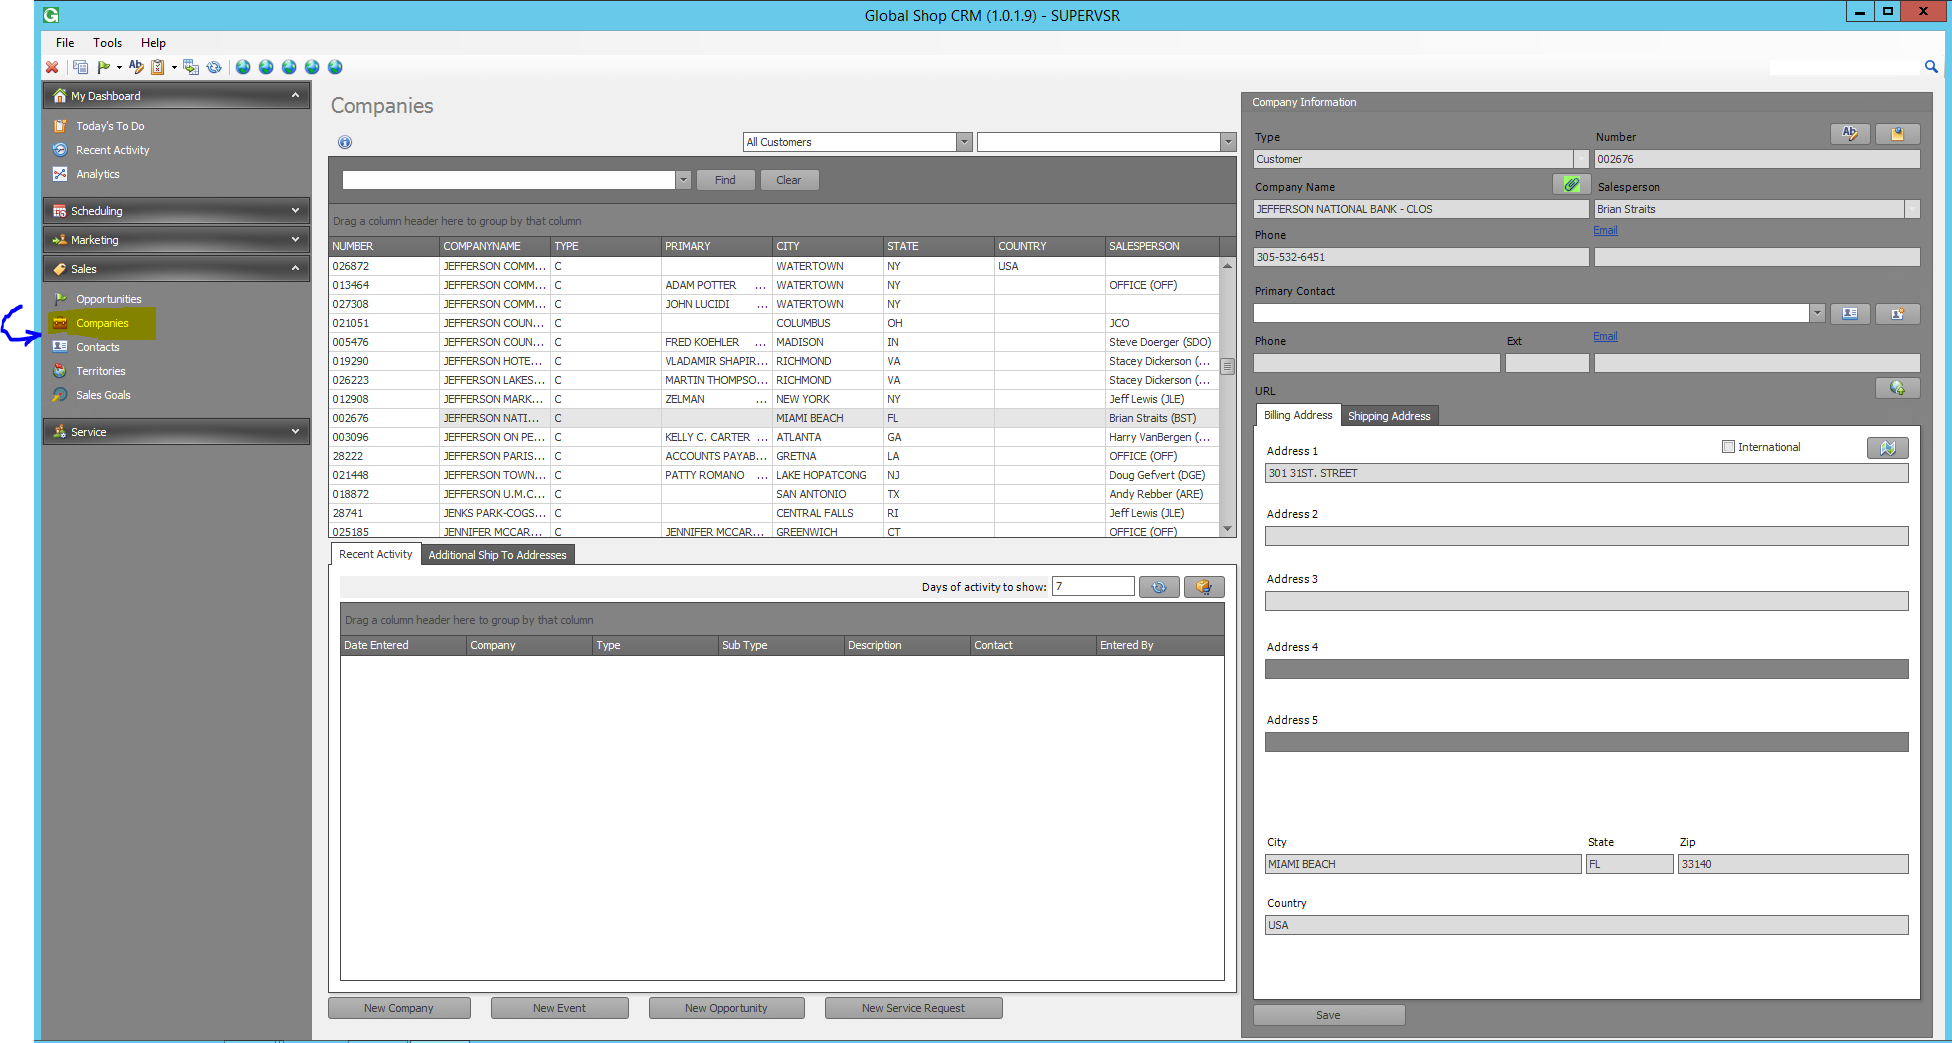 Global Shop CRM (1.0.1.9) - SUPERVSR
File Tools Help
My Dashboard
Today's To Do
Recent Activity
Analytics
Scheduling
Marketing
Sales
Opportunities
Companies
Contacts
Territories
Sales Goals
Service
Companies
All Customers
Find Clear
Drag a column header here to group by that column
NUMBER COMPANYNAME TYPE PRIMARY CITY STATE COUNTRY SALESPERSON
026872 JEFFERSON COMM... C WATERTOWN NY USA
013464 JEFFERSON COMM... C ADAM POTTER ... WATERTOWN NY OFFICE (OFF)
027308 JEFFERSON COMM... C JOHN LUCIDI ... WATERTOWN NY
021051 JEFFERSON COUN... C COLUMBUS OH JCO
005476 JEFFERSON COUN... C FRED KOEHLER ... MADISON IN Steve Doerger (SDO)
019290 JEFFERSON HOTE... C VLADAMIR SHAPIR... RICHMOND VA Stacey Dickerson (...
026223 JEFFERSON LAKES... C MARTIN THOMPSO... RICHMOND VA Stacey Dickerson (...
012908 JEFFERSON MARK... C ZELMAN ... NEW YORK NY Jeff Lewis (JLE)
002676 JEFFERSON NATI... C MIAMI BEACH FL Brian Straits (BST)
003096 JEFFERSON ON PE... C KELLY C. CARTER ... ATLANTA GA Harry VanBergen (...
28222 JEFFERSON PARIS... C ACCOUNTS PAYAB... GRETNA LA OFFICE (OFF)
021448 JEFFERSON TOWN... C PATTY ROMANO ... LAKE HOPATCONG NJ Doug Gefvert (DGE)
018872 JEFFERSON U.M.C... C SAN ANTONIO TX Andy Rebber (ARE)
28741 JENKS PARK-COGS... C CENTRAL FALLS RI Jeff Lewis (JLE)
025185 JENNIFER MCCAR... C JENNIFER MCCAR... GREENWICH CT OFFICE (OFF)
Recent Activity Additional Ship To Addresses
Days of activity to show: 7
Drag a column header here to group by that column
Date Entered Company Type Sub Type Description Contact Entered By
New Company New Event New Opportunity New Service Request
Company Information
Type Number
Customer 002676
Company Name Salesperson
JEFFERSON NATIONAL BANK - CLOS Brian Straits
Phone Email
305-532-6451
Primary Contact
Phone Ext Email
URL
Billing Address Shipping Address
Address 1 International
301 31ST. STREET
Address 2
Address 3
Address 4
Address 5
City State Zip
MIAMI BEACH FL 33140
Country
USA
Save